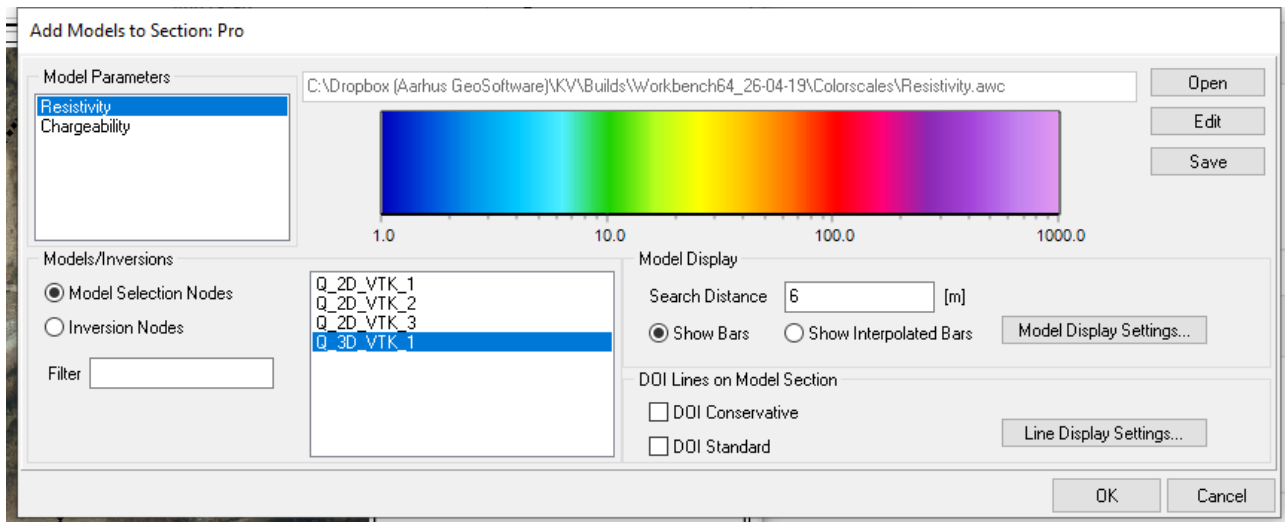 Add Models to Section: Pro
Model Parameters
Resistivity
Chargeability
C:\Dropbox (Aarhus GeoSoftware)\KV\Builds\Workbench64_26-04-19\Colorscales\Resistivity.awc
Open
Edit
Save
1.0 10.0 100.0 1000.0
Models/Inversions
Model Selection Nodes
Inversion Nodes
Filter
Q_2D_VTK_1
Q_2D_VTK_2
Q_2D_VTK_3
Q_3D_VTK_1
Model Display
Search Distance 6 [m]
Show Bars Show Interpolated Bars Model Display Settings...
DOI Lines on Model Section
DOI Conservative
DOI Standard
Line Display Settings...
OK Cancel